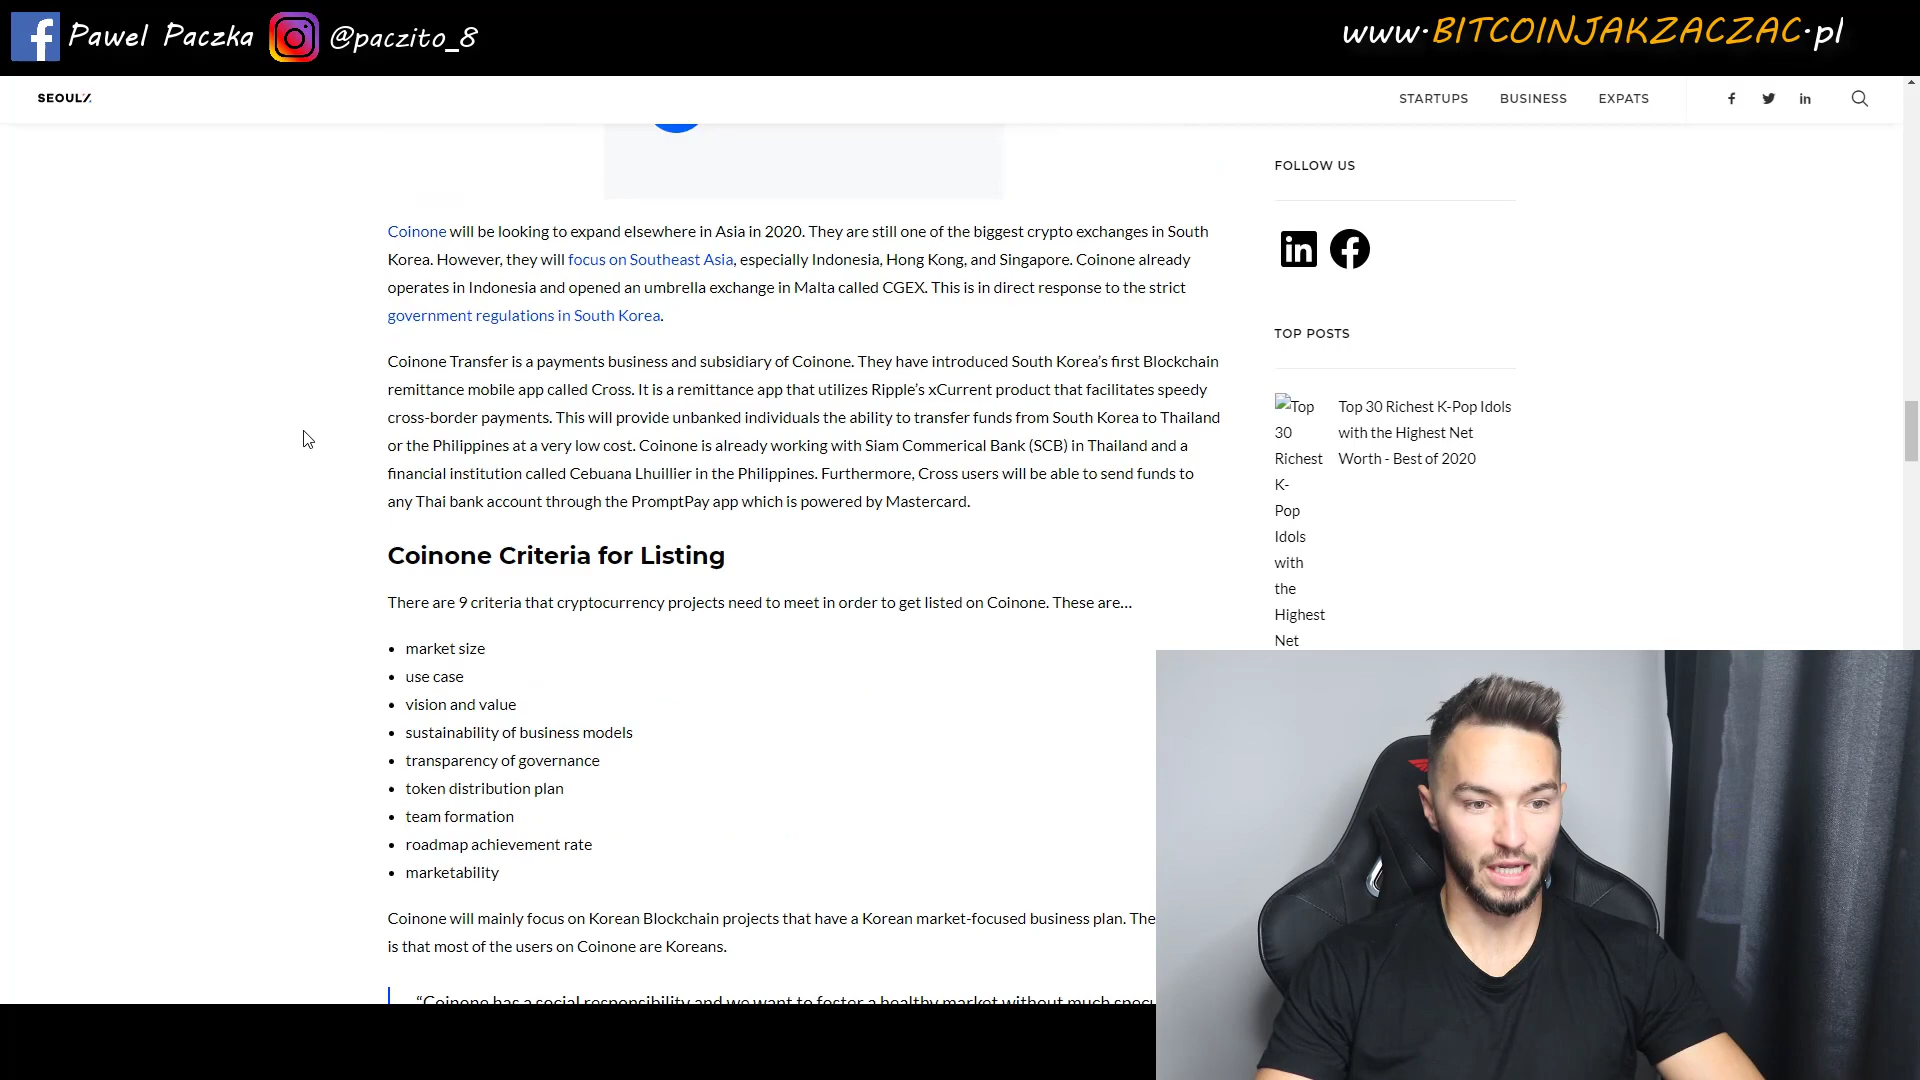 Pawel Paczka @paczito_8
www.BITCOINJAKZACZAC.pl
SEOULZ
STARTUPS BUSINESS EXPATS
Coinone will be looking to expand elsewhere in Asia in 2020. They are still one of the biggest crypto exchanges in South
Korea. However, they will focus on Southeast Asia, especially Indonesia, Hong Kong, and Singapore. Coinone already
operates in Indonesia and opened an umbrella exchange in Malta called CGEX. This is in direct response to the strict
government regulations in South Korea.
Coinone Transfer is a payments business and subsidiary of Coinone. They have introduced South Korea’s first Blockchain
remittance mobile app called Cross. It is a remittance app that utilizes Ripple’s xCurrent product that facilitates speedy
cross-border payments. This will provide unbanked individuals the ability to transfer funds from South Korea to Thailand
or the Philippines at a very low cost. Coinone is already working with Siam Commerical Bank (SCB) in Thailand and a
financial institution called Cebuana Lhuillier in the Philippines. Furthermore, Cross users will be able to send funds to
any Thai bank account through the PromptPay app which is powered by Mastercard.
Coinone Criteria for Listing
There are 9 criteria that cryptocurrency projects need to meet in order to get listed on Coinone. These are…
• market size
• use case
• vision and value
• sustainability of business models
• transparency of governance
• token distribution plan
• team formation
• roadmap achievement rate
• marketability
Coinone will mainly focus on Korean Blockchain projects that have a Korean market-focused business plan. The
is that most of the users on Coinone are Koreans.
“Coinone has a social responsibility and we want to foster a healthy market without much
FOLLOW US
TOP POSTS
Top
30
Richest
K-
Pop
Idols
with
the
Highest
Net
Top 30 Richest K-Pop Idols
with the Highest Net
Worth - Best of 2020